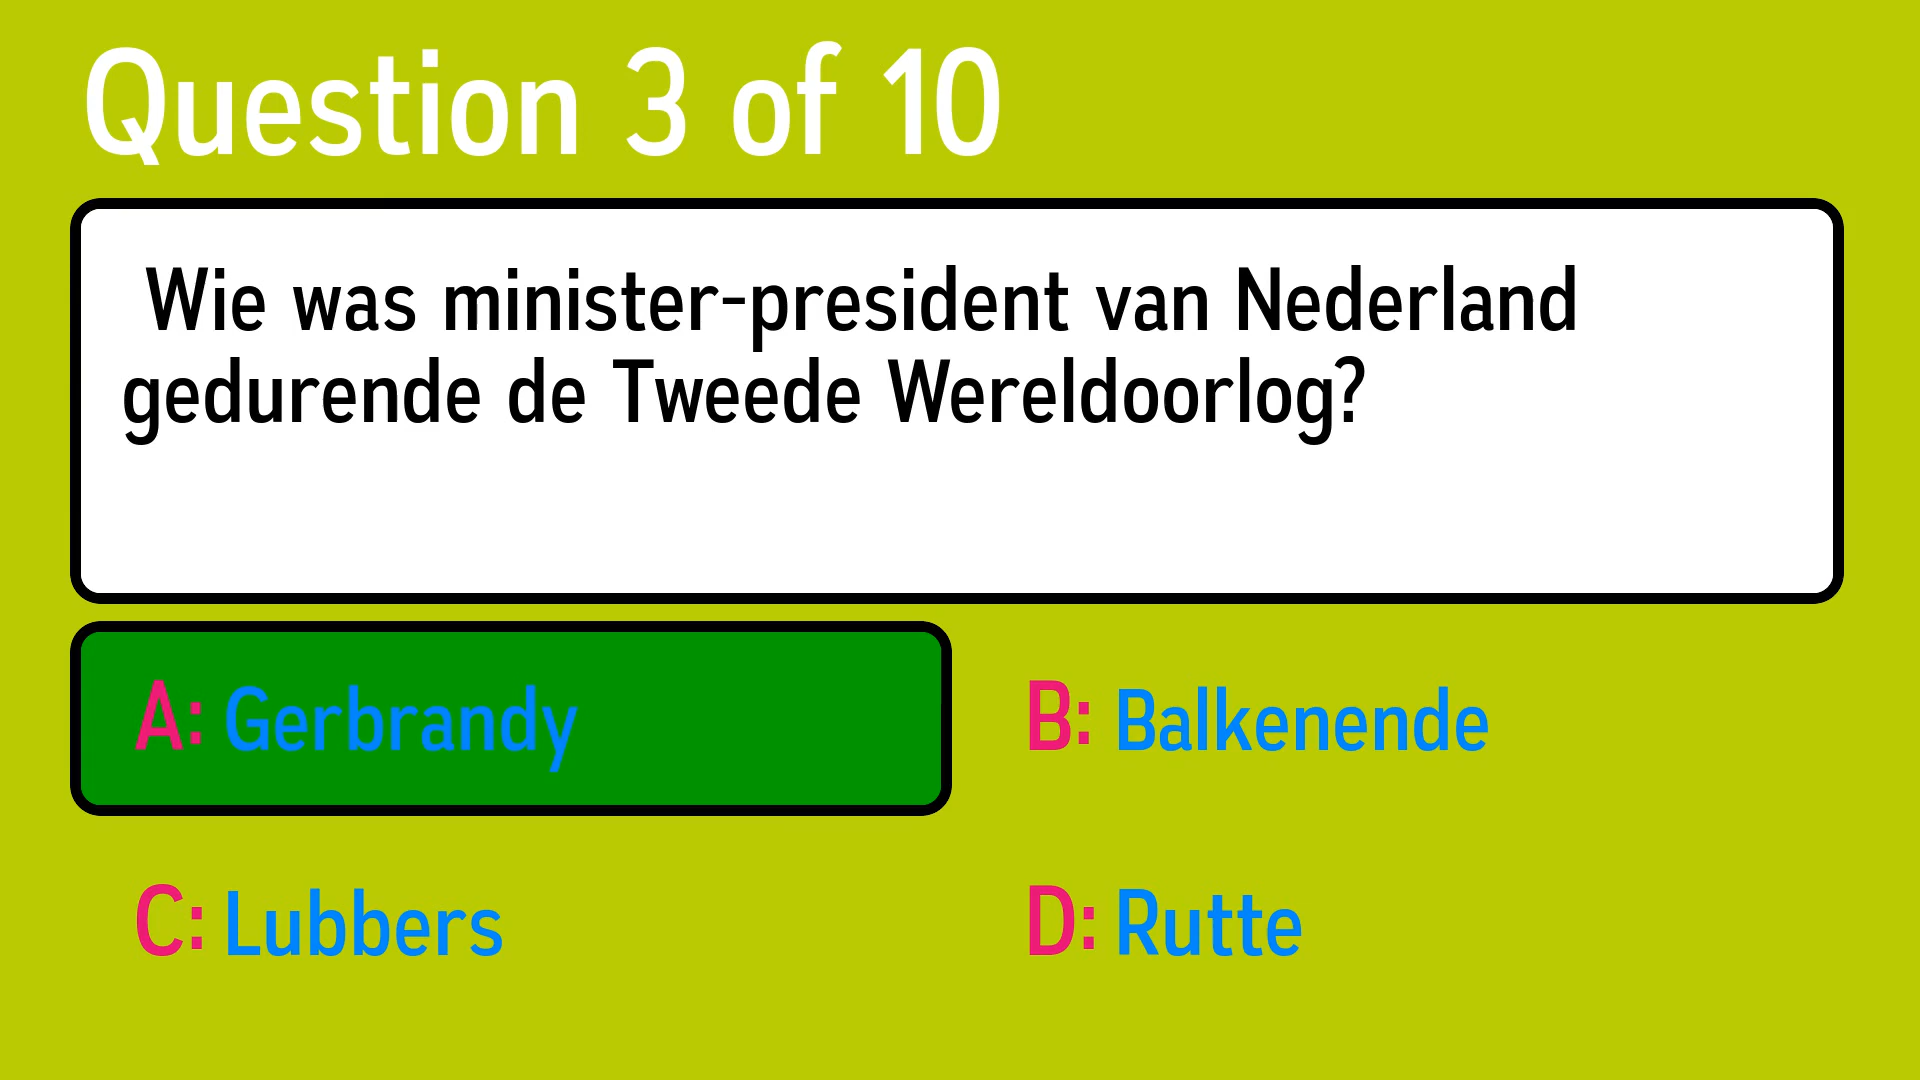 Question 3 of 10
Wie was minister-president van Nederland
gedurende de Tweede Wereldoorlog?
A: Gerbrandy
B: Balkenende
C: Lubbers
D: Rutte